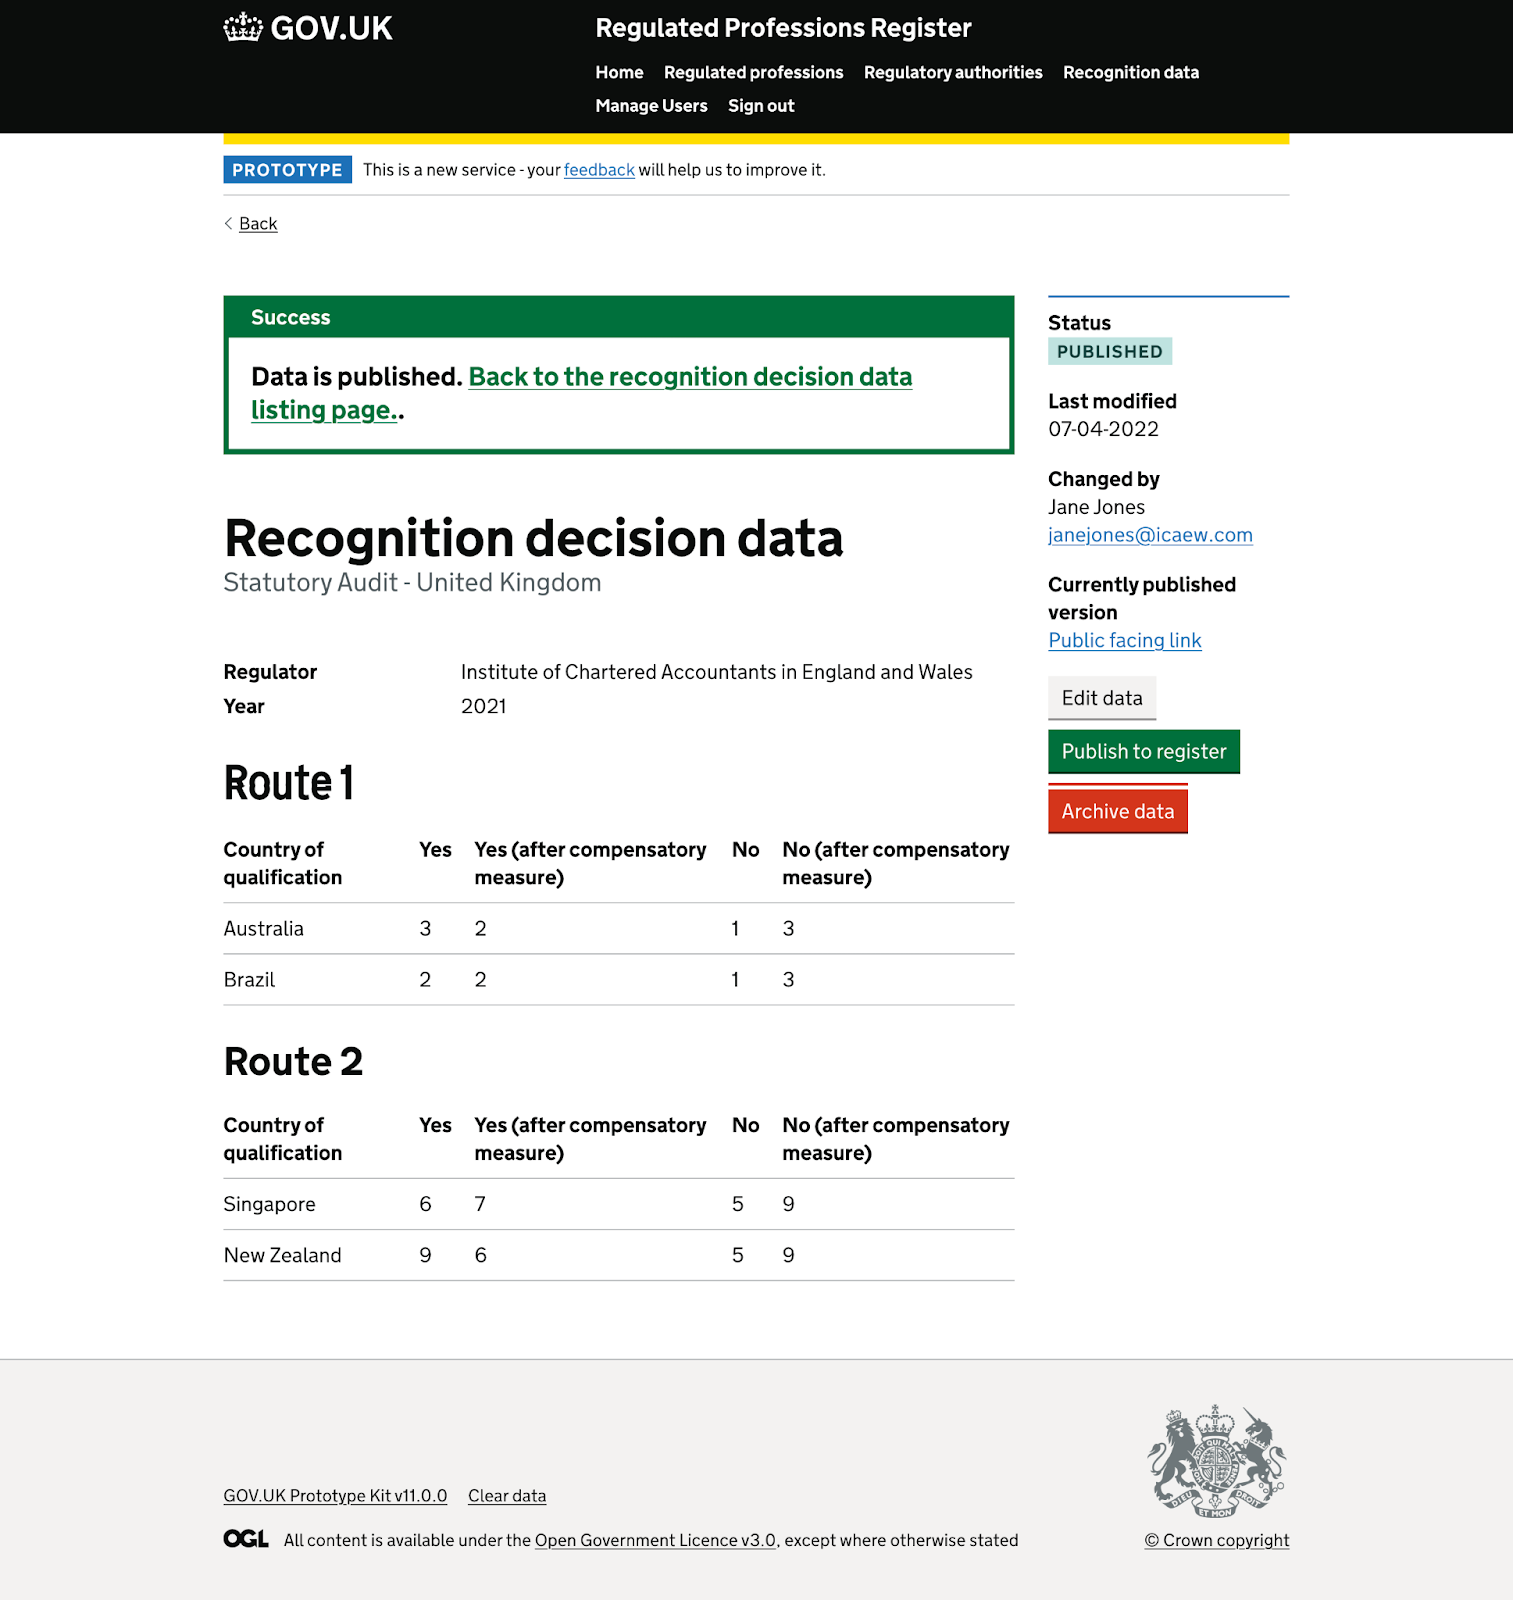 GOV.UK
Regulated Professions Register
Home Regulated professions Regulatory authorities Recognition data
Manage Users Sign out
PROTOTYPE This is a new service - your feedback will help us to improve it.
Back
Success
Data is published. Back to the recognition decision data
listing page..
Recognition decision data
Statutory Audit - United Kingdom
Regulator Institute of Chartered Accountants in England and Wales
Year 2021
Route 1
Country of qualification Yes Yes (after compensatory measure) No No (after compensatory measure)
Australia 3 2 1 3
Brazil 2 2 1 3
Route 2
Country of qualification Yes Yes (after compensatory measure) No No (after compensatory measure)
Singapore 6 7 5 9
New Zealand 9 6 5 9
Status
PUBLISHED
Last modified
07-04-2022
Changed by
Jane Jones
janejones@icaew.com
Currently published
version
Public facing link
Edit data
Publish to register
Archive data
GOV.UK Prototype Kit v11.0.0 Clear data
OGL All content is available under the Open Government Licence v3.0, except where otherwise stated
DIEU ET MON DROIT
© Crown copyright